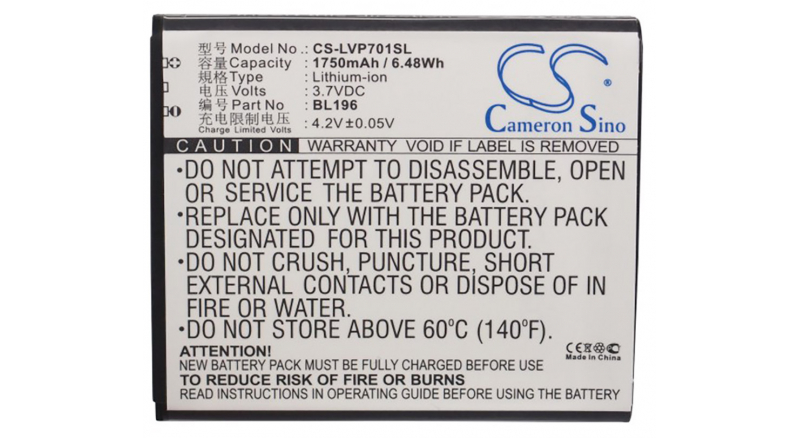 型号 Model No.: CS-LVP701SL
容量 Capacity: 1750mAh / 6.48Wh
规格 Type: Lithium-ion
电压 Volts: 3.7VDC
编号 Part No: BL196
充电限制电压: 4.2V±0.05V
Charge Limited Voltage
CS
Cameron Sino
CAUTION WARRANTY VOID IF LABEL IS REMOVED.
•DO NOT ATTEMPT TO DISASSEMBLE, OPEN
OR SERVICE THE BATTERY PACK.
•REPLACE ONLY WITH THE BATTERY PACK
DESIGNATED FOR THIS PRODUCT.
•DO NOT CRUSH, PUNCTURE, SHORT
EXTERNAL CONTACTS OR DISPOSE OF IN
FIRE OR WATER.
•DO NOT STORE ABOVE 60°C (140°F).
ATTENTION!
NEW BATTERY PACK MUST BE FULLY CHARGED BEFORE USE.
TO REDUCE RISK OF FIRE OR BURNS
READ INSTRUCTIONS ON BATTERY CHARGING BEFORE USING THE BATTERY
CE
Made in China